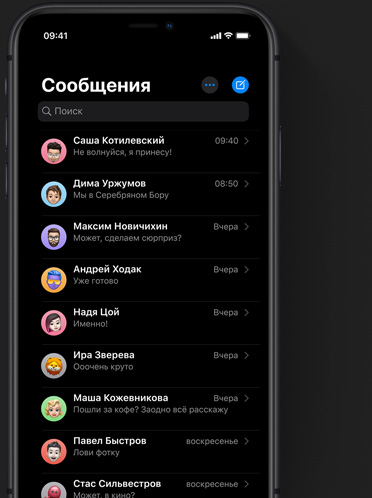 09:41
Сообщения
Поиск
Саша Котилевский 09:40
Не волнуйся, я принесу!
Дима Уржумов 08:50
Мы в Серебряном Бору
Максим Новичихин Вчера
Может, сделаем сюрприз?
Андрей Ходак Вчера
Уже готово
Надя Цой Вчера
Именно!
Ира Зверева Вчера
Ооочень круто
Маша Кожевникова Вчера
Пошли за кофе? Заодно всё расскажу
Павел Быстров воскресенье
Лови фотку
Стас Сильвестров воскресенье
Может, в кино?